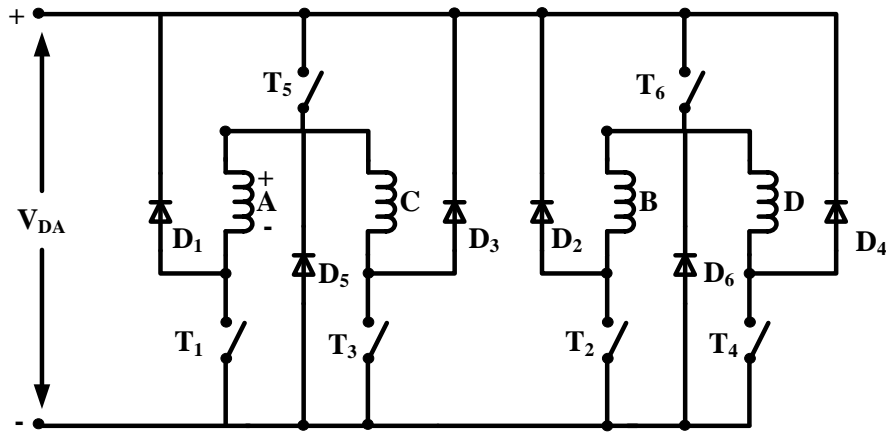 +
T5
T6
+
A
-
C
B
D
VDA
D1
D5
D3
D2
D6
D4
T1
T3
T2
T4
-